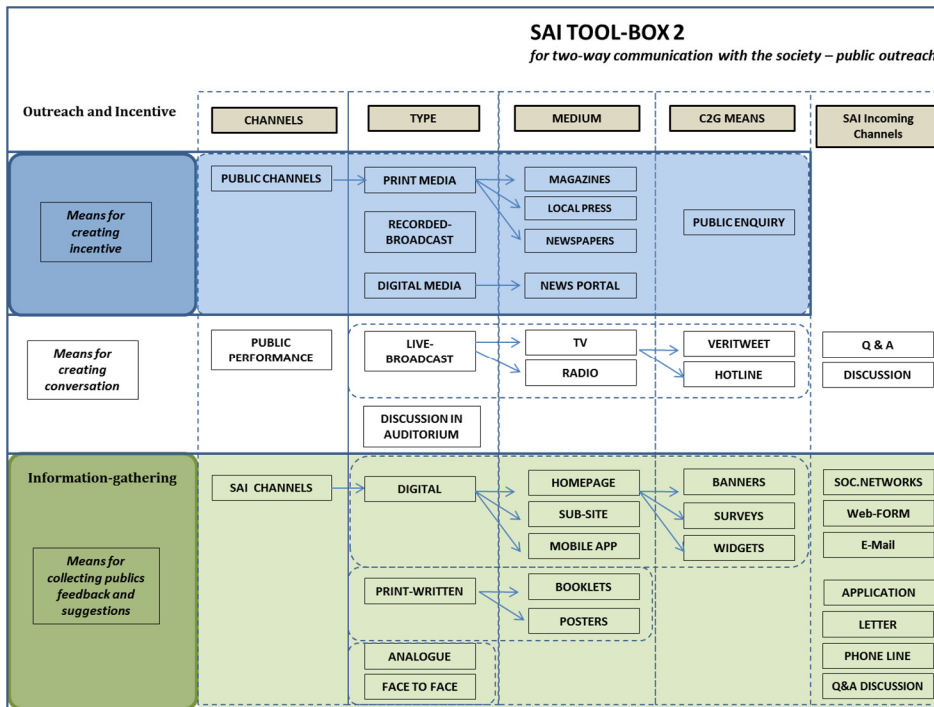 SAI TOOL-BOX 2
for two-way communication with the society – public outreach
Outreach and Incentive
CHANNELS
TYPE
MEDIUM
C2G MEANS
SAI Incoming
Channels
Means for
creating
incentive
PUBLIC CHANNELS
PRINT MEDIA
RECORDED-
BROADCAST
DIGITAL MEDIA
MAGAZINES
LOCAL PRESS
NEWSPAPERS
NEWS PORTAL
PUBLIC ENQUIRY
Means for
creating
conversation
PUBLIC
PERFORMANCE
LIVE-
BROADCAST
DISCUSSION IN
AUDITORIUM
TV
RADIO
VERITWEET
HOTLINE
Q & A
DISCUSSION
Information-gathering
Means for
collecting publics
feedback and
suggestions
SAI CHANNELS
DIGITAL
PRINT-WRITTEN
ANALOGUE
FACE TO FACE
HOMEPAGE
SUB-SITE
MOBILE APP
BOOKLETS
POSTERS
BANNERS
SURVEYS
WIDGETS
SOC.NETWORKS
Web-FORM
E-Mail
APPLICATION
LETTER
PHONE LINE
Q&A DISCUSSION